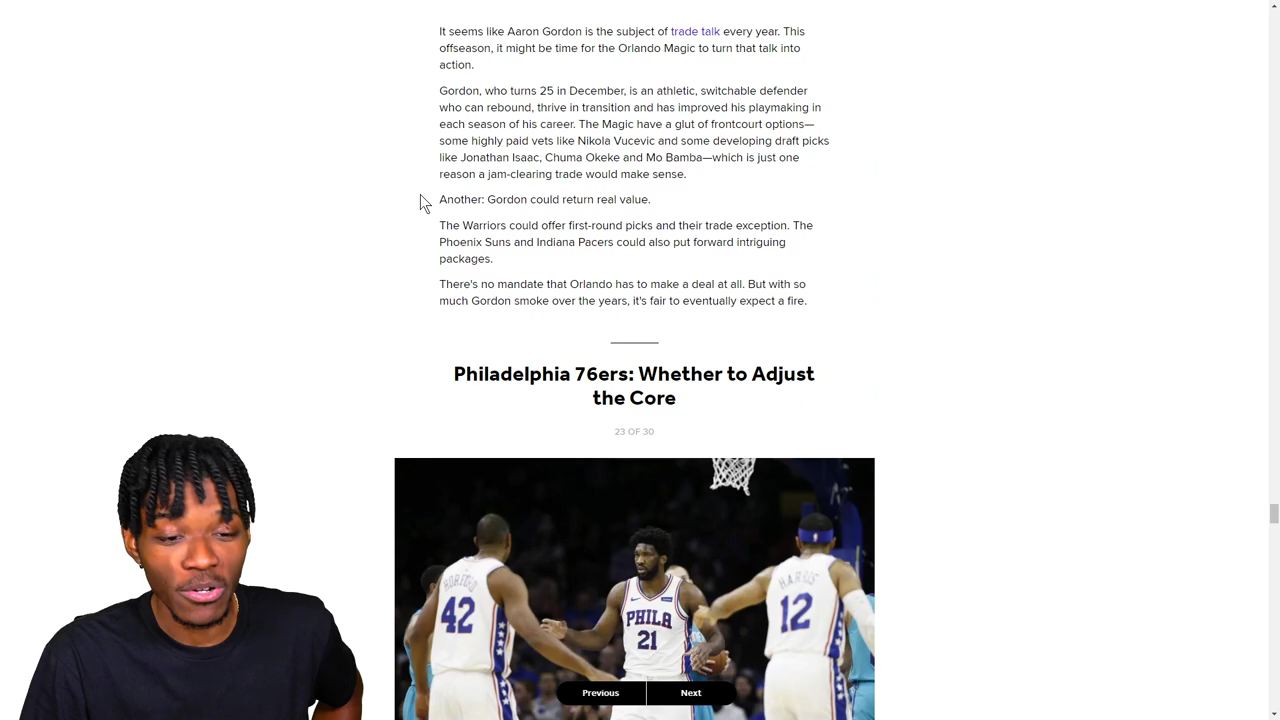 It seems like Aaron Gordon is the subject of trade talk every year. This
offseason, it might be time for the Orlando Magic to turn that talk into
action.
Gordon, who turns 25 in December, is an athletic, switchable defender
who can rebound, thrive in transition and has improved his playmaking in
each season of his career. The Magic have a glut of frontcourt options—
some highly paid vets like Nikola Vucevic and some developing draft picks
like Jonathan Isaac, Chuma Okeke and Mo Bamba—which is just one
reason a jam-clearing trade would make sense.
Another: Gordon could return real value.
The Warriors could offer first-round picks and their trade exception. The
Phoenix Suns and Indiana Pacers could also put forward intriguing
packages.
There's no mandate that Orlando has to make a deal at all. But with so
much Gordon smoke over the years, it's fair to eventually expect a fire.
Philadelphia 76ers: Whether to Adjust
the Core
23 OF 30
HORFORD
42
PHILA
21
HARRIS
12
Previous
Next